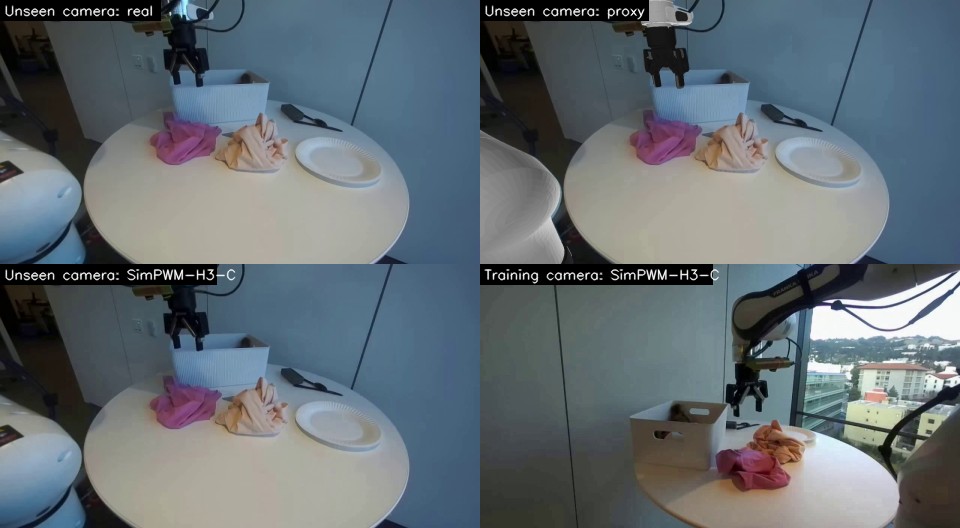 Unseen camera: real
Unseen camera: proxy
Unseen camera: SimPWM-H3-C
Training camera: SimPWM-H3-C